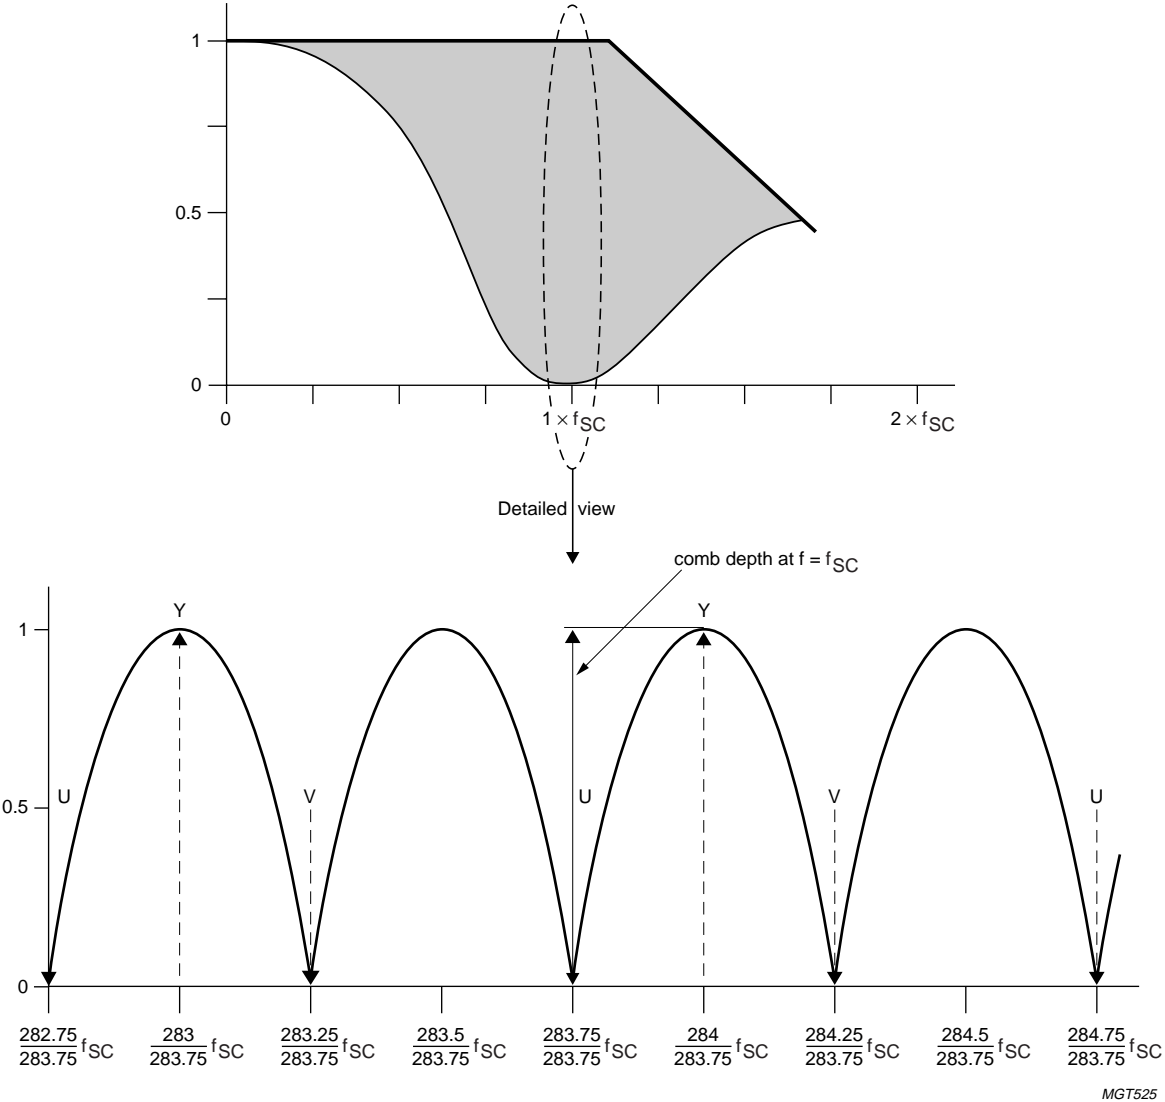 1
0.5
0
0
1 × fSC
2 × fSC
Detailed view
comb depth at f = fSC
Y
Y
1
U
V
U
V
U
0.5
0
282.75/283.75 fSC
283/283.75 fSC
283.25/283.75 fSC
283.5/283.75 fSC
283.75/283.75 fSC
284/283.75 fSC
284.25/283.75 fSC
284.5/283.75 fSC
284.75/283.75 fSC
MGT525